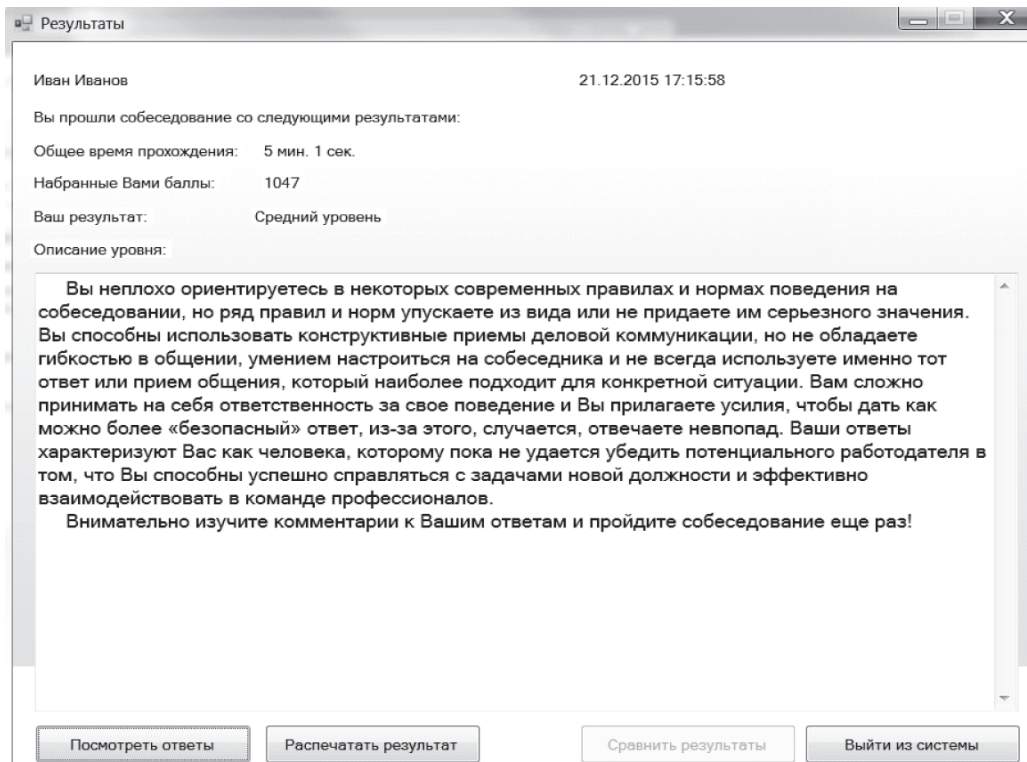 Результаты
Иван Иванов 21.12.2015 17:15:58
Вы прошли собеседование со следующими результатами:
Общее время прохождения: 5 мин. 1 сек.
Набранные Вами баллы: 1047
Ваш результат: Средний уровень
Описание уровня:
Вы неплохо ориентируетесь в некоторых современных правилах и нормах поведения на
собеседовании, но ряд правил и норм упускаете из вида или не придаете им серьезного значения.
Вы способны использовать конструктивные приемы деловой коммуникации, но не обладаете
гибкостью в общении, умением настроиться на собеседника и не всегда используете именно тот
ответ или прием общения, который наиболее подходит для конкретной ситуации. Вам сложно
принимать на себя ответственность за свое поведение и Вы прилагаете усилия, чтобы дать как
можно более «безопасный» ответ, из-за этого, случается, отвечаете невпопад. Ваши ответы
характеризуют Вас как человека, которому пока не удается убедить потенциального работодателя в
том, что Вы способны успешно справляться с задачами новой должности и эффективно
взаимодействовать в команде профессионалов.
Внимательно изучите комментарии к Вашим ответам и пройдите собеседование еще раз!
Посмотреть ответы Распечатать результат Сравнить результаты Выйти из системы